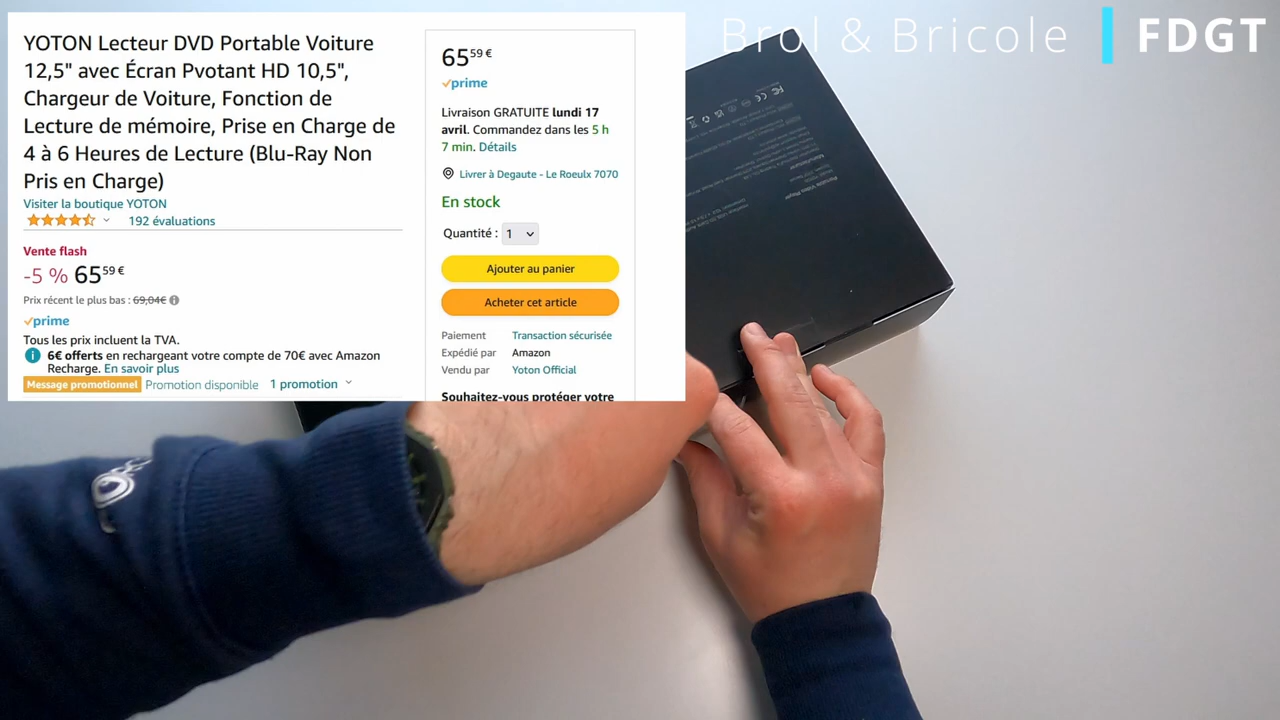 YOTON Lecteur DVD Portable Voiture
12,5" avec Écran Pvotant HD 10,5",
Chargeur de Voiture, Fonction de
Lecture de mémoire, Prise en Charge de
4 à 6 Heures de Lecture (Blu-Ray Non
Pris en Charge)
Visiter la boutique YOTON
192 évaluations
Vente flash
-5 % 65,59 €
Prix récent le plus bas : 69,04€
prime
Tous les prix incluent la TVA.
6€ offerts en rechargeant votre compte de 70€ avec Amazon
Recharge. En savoir plus
Message promotionnel Promotion disponible 1 promotion
65,59 €
prime
Livraison GRATUITE lundi 17
avril. Commandez dans les 5 h
7 min. Détails
Livrer à Degaute - Le Roeulx 7070
En stock
Quantité : 1
Ajouter au panier
Acheter cet article
Paiement Transaction sécurisée
Expédié par Amazon
Vendu par Yoton Official
Souhaitez-vous protéger votre
Brol & Bricole | FDGT
Portable Video Player